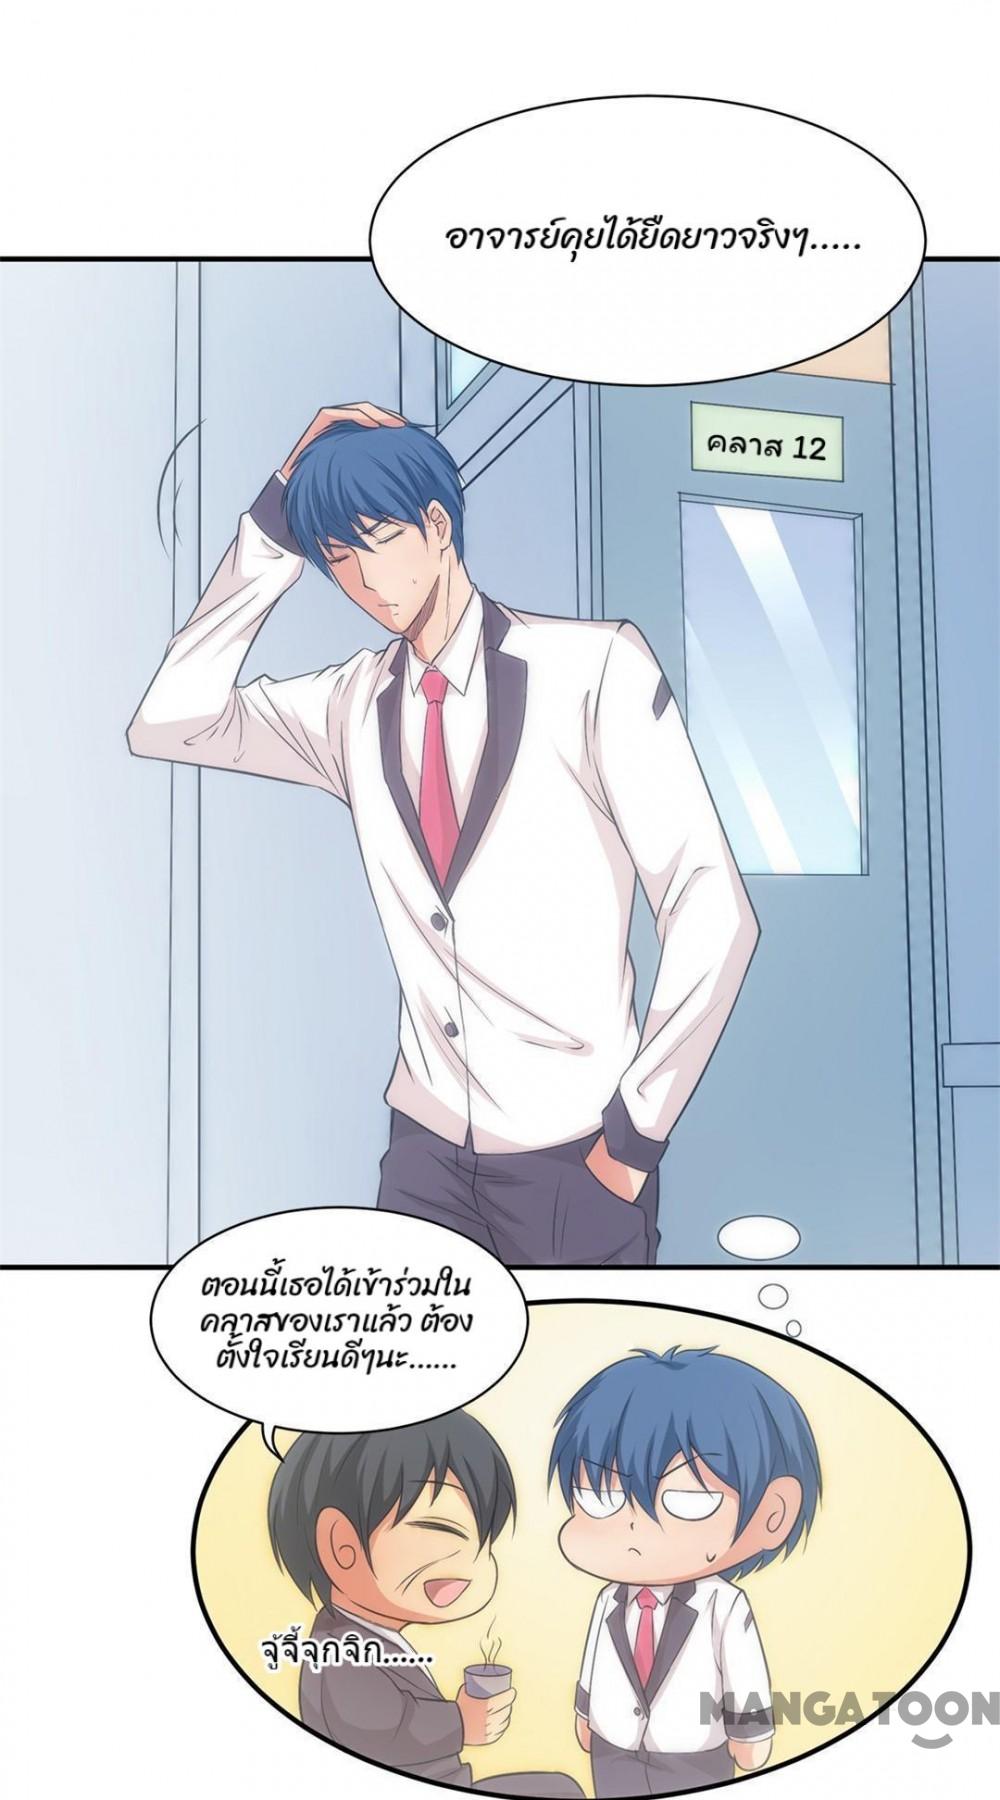 อาจารย์คุยได้ยืดยาวจริงๆ.....
คลาส 12
ตอนนี้เธอได้เข้าร่วมใน
คลาสของเราแล้ว ต้อง
ตั้งใจเรียนดีๆนะ......
จู้จี้จุกจิก......
MANGATOON